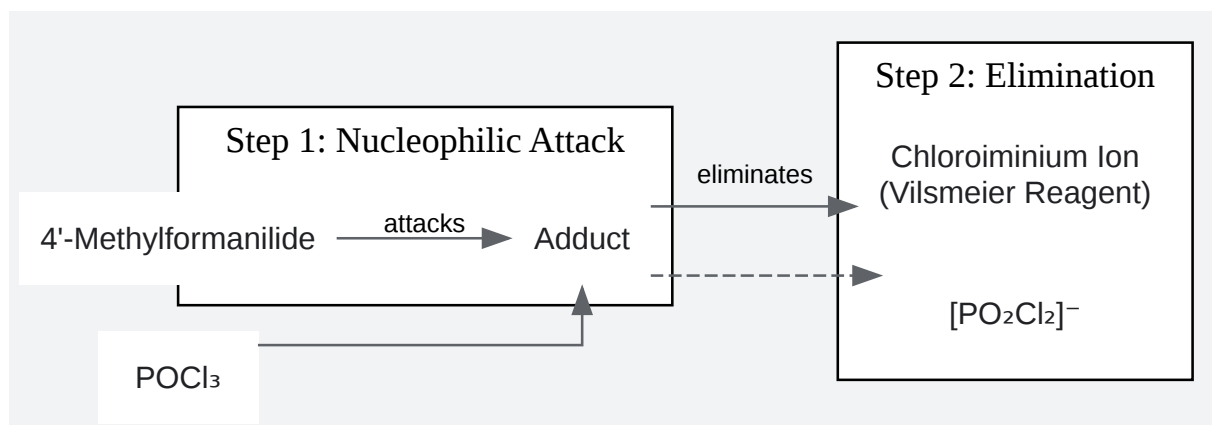 Step 2: Elimination
Step 1: Nucleophilic Attack
Chloroiminium Ion
(Vilsmeier Reagent)
eliminates
4'-Methylformanilide
attacks
Adduct
[PO₂Cl₂]⁻
POCl₃